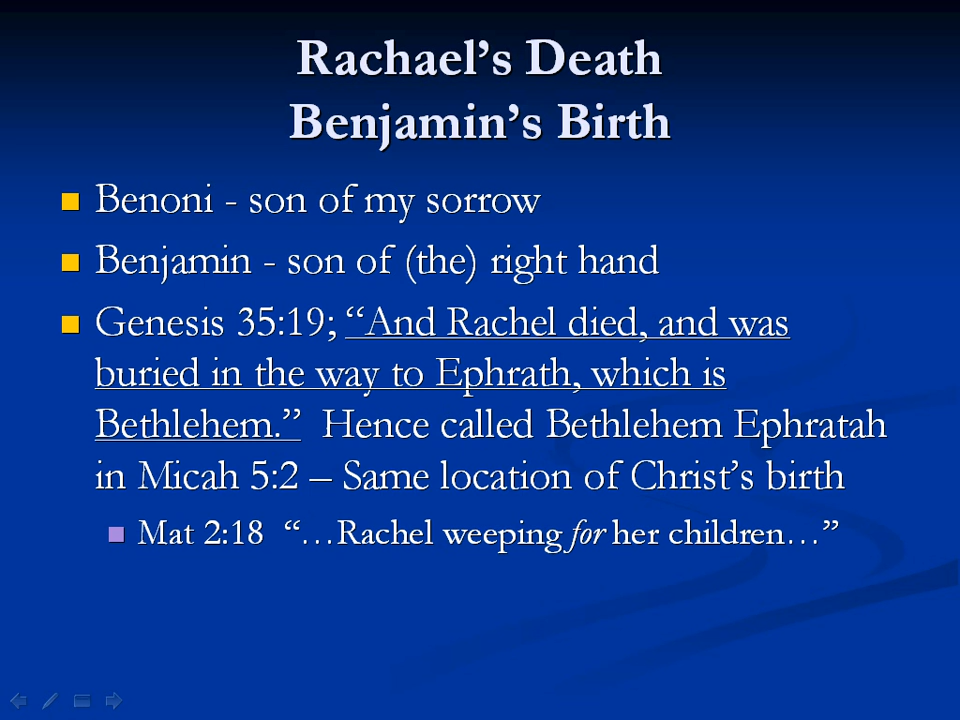 Rachael’s Death
Benjamin’s Birth
Benoni - son of my sorrow
Benjamin - son of (the) right hand
Genesis 35:19; “And Rachel died, and was
buried in the way to Ephrath, which is
Bethlehem.” Hence called Bethlehem Ephratah
in Micah 5:2 – Same location of Christ’s birth
Mat 2:18 “…Rachel weeping for her children…”